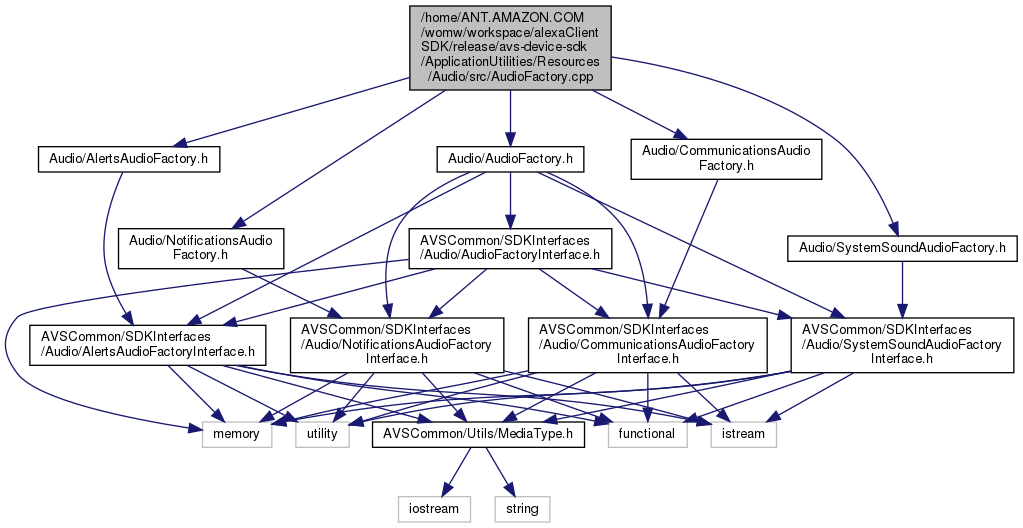 /home/ANT.AMAZON.COM
/womw/workspace/alexaClient
SDK/release/avs-device-sdk
/ApplicationUtilities/Resources
/Audio/src/AudioFactory.cpp
Audio/AlertsAudioFactory.h
Audio/AudioFactory.h
Audio/CommunicationsAudio
Factory.h
Audio/NotificationsAudio
Factory.h
AVSCommon/SDKInterfaces
/Audio/AudioFactoryInterface.h
Audio/SystemSoundAudioFactory.h
AVSCommon/SDKInterfaces
/Audio/AlertsAudioFactoryInterface.h
AVSCommon/SDKInterfaces
/Audio/NotificationsAudioFactory
Interface.h
AVSCommon/SDKInterfaces
/Audio/CommunicationsAudioFactory
Interface.h
AVSCommon/SDKInterfaces
/Audio/SystemSoundAudioFactory
Interface.h
memory
utility
AVSCommon/Utils/MediaType.h
functional
istream
iostream
string